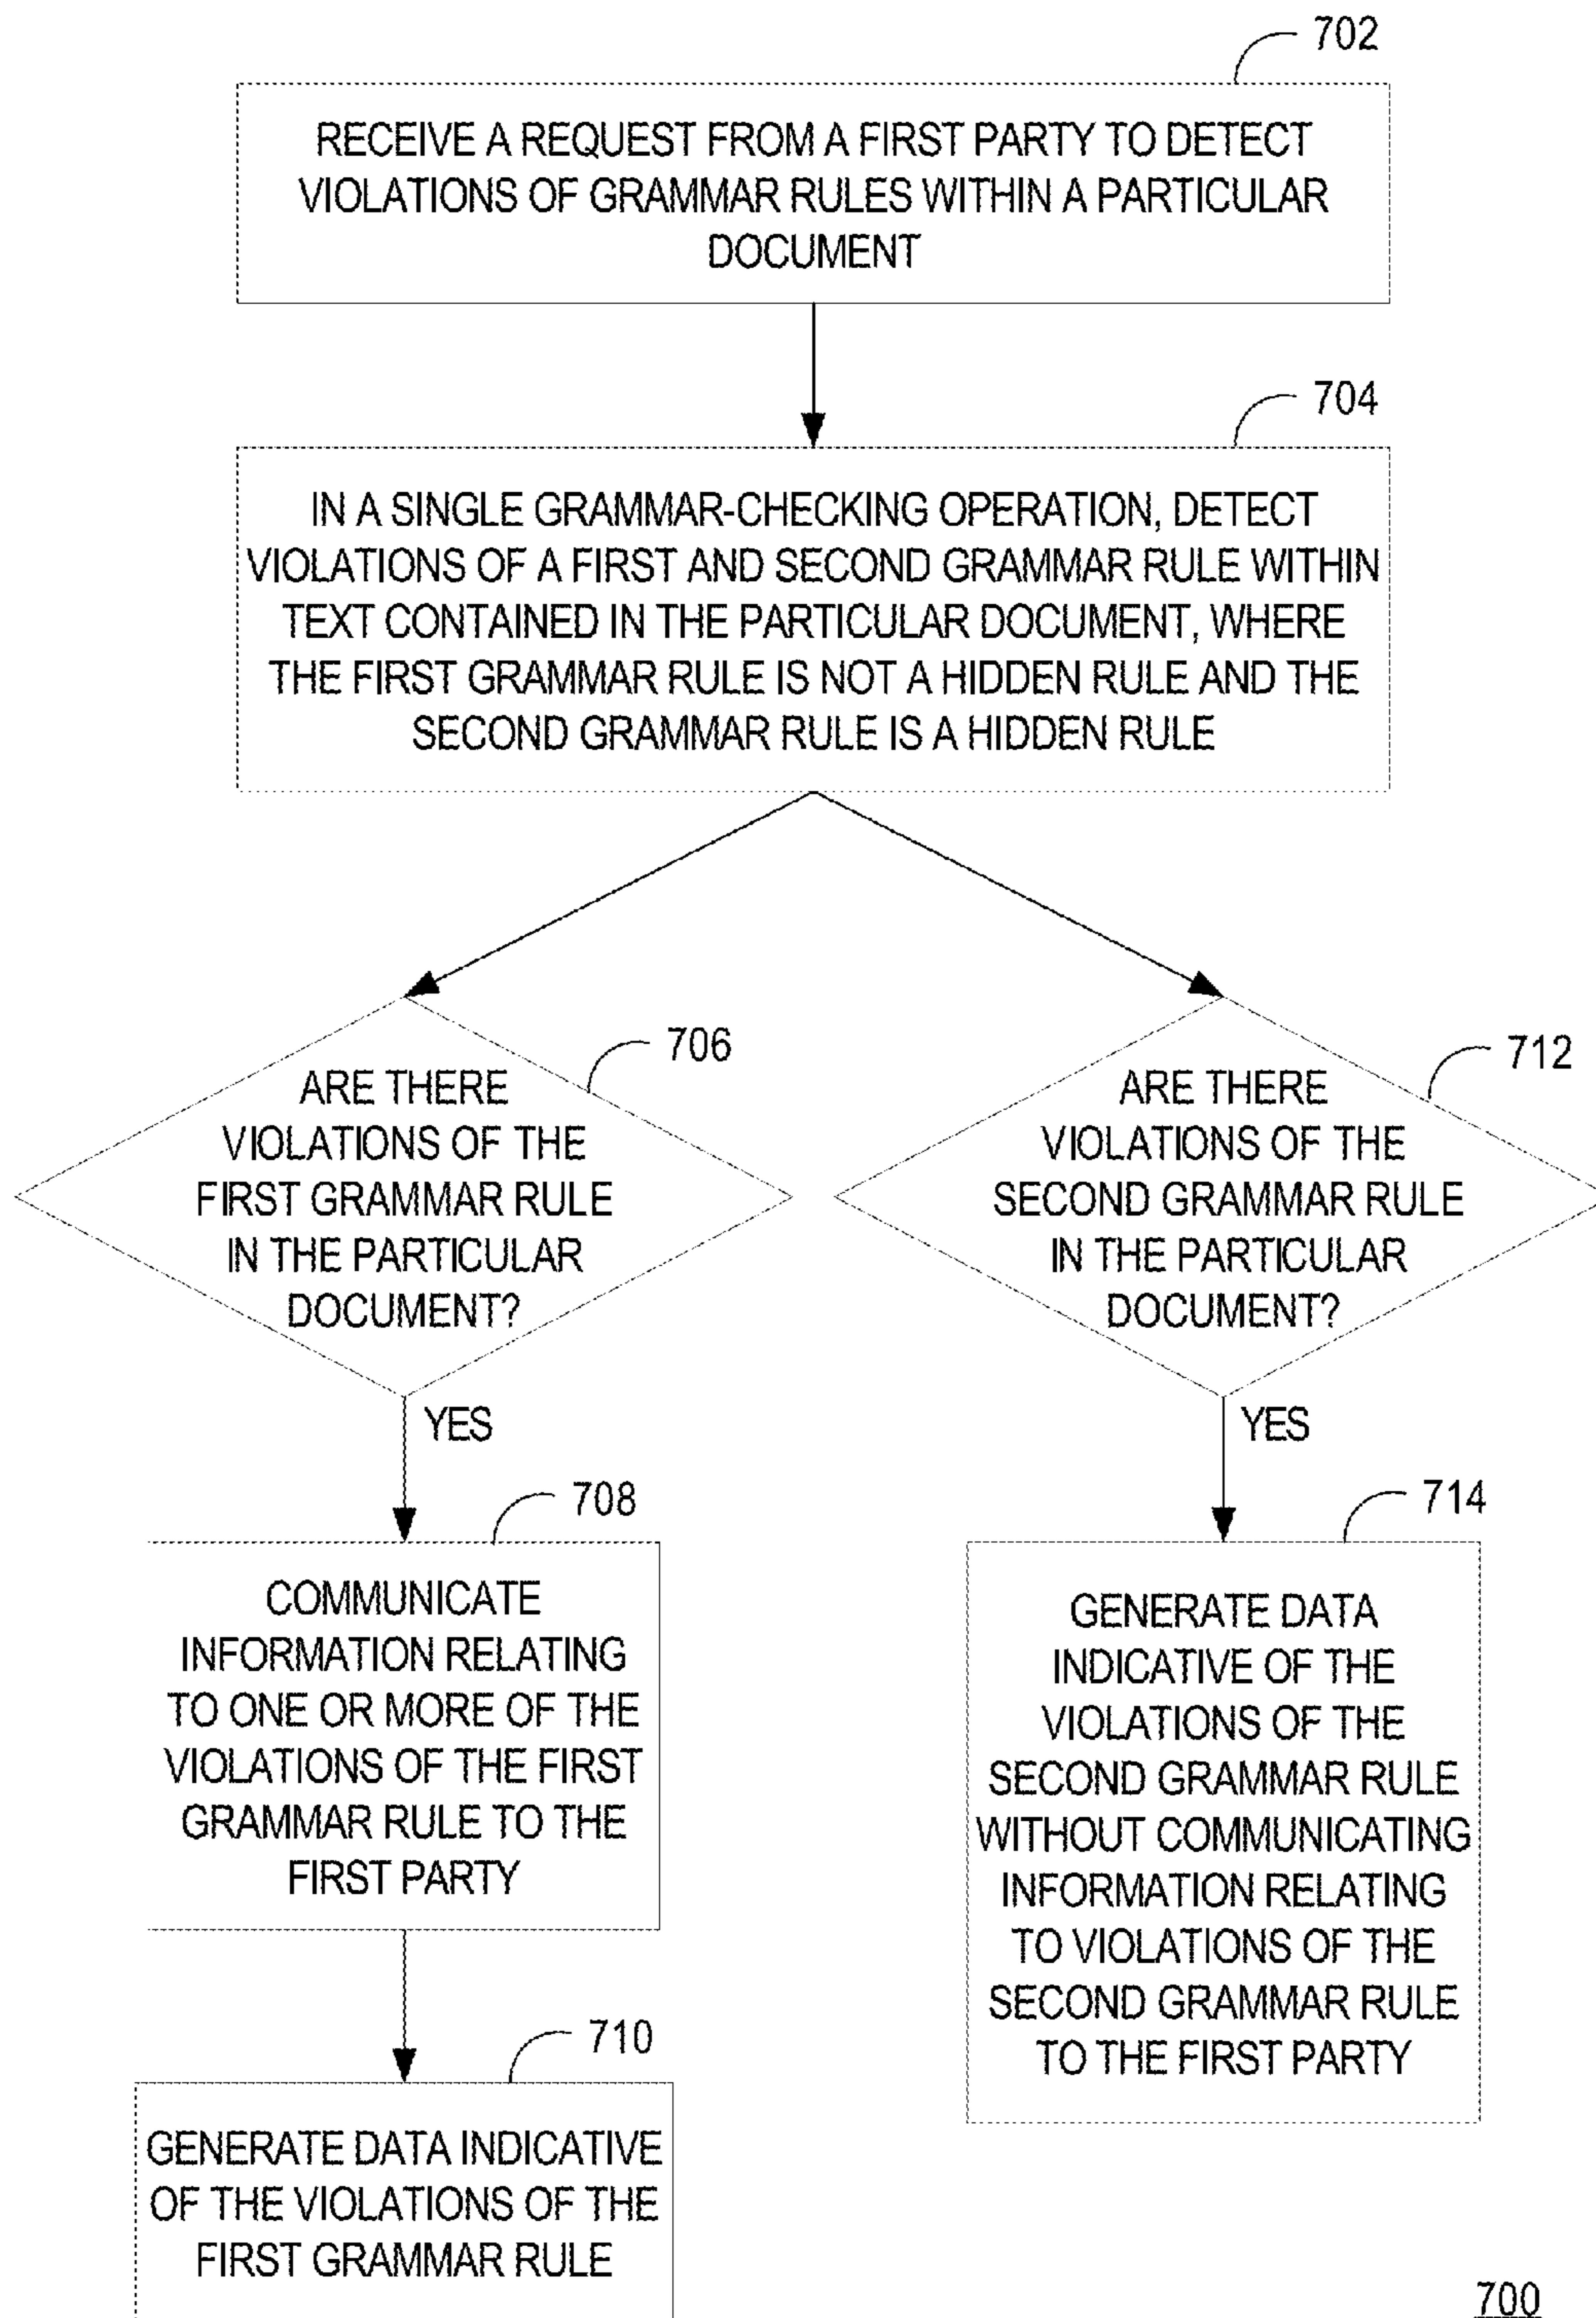 702
RECEIVE A REQUEST FROM A FIRST PARTY TO DETECT
VIOLATIONS OF GRAMMAR RULES WITHIN A PARTICULAR
DOCUMENT
704
IN A SINGLE GRAMMAR-CHECKING OPERATION, DETECT
VIOLATIONS OF A FIRST AND SECOND GRAMMAR RULE WITHIN
TEXT CONTAINED IN THE PARTICULAR DOCUMENT, WHERE
THE FIRST GRAMMAR RULE IS NOT A HIDDEN RULE AND THE
SECOND GRAMMAR RULE IS A HIDDEN RULE
706
ARE THERE
VIOLATIONS OF THE
FIRST GRAMMAR RULE
IN THE PARTICULAR
DOCUMENT?
YES
708
COMMUNICATE
INFORMATION RELATING
TO ONE OR MORE OF THE
VIOLATIONS OF THE FIRST
GRAMMAR RULE TO THE
FIRST PARTY
710
GENERATE DATA INDICATIVE
OF THE VIOLATIONS OF THE
FIRST GRAMMAR RULE
712
ARE THERE
VIOLATIONS OF THE
SECOND GRAMMAR RULE
IN THE PARTICULAR
DOCUMENT?
YES
714
GENERATE DATA
INDICATIVE OF THE
VIOLATIONS OF THE
SECOND GRAMMAR RULE
WITHOUT COMMUNICATING
INFORMATION RELATING
TO VIOLATIONS OF THE
SECOND GRAMMAR RULE
TO THE FIRST PARTY
700